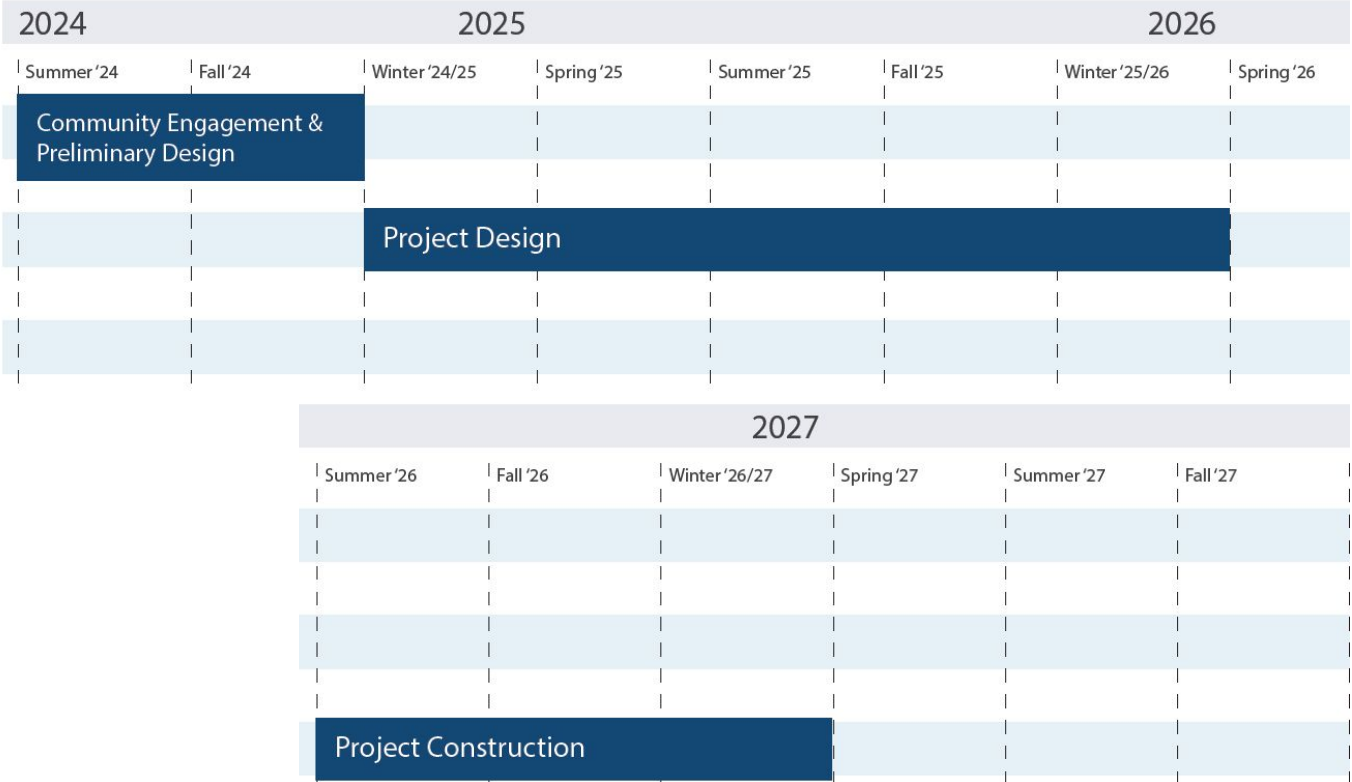 2024 2025 2026
Summer '24 Fall '24 Winter '24/25 Spring '25 Summer '25 Fall '25 Winter '25/26 Spring '26
Community Engagement &
Preliminary Design
Project Design
2027
Summer '26 Fall '26 Winter '26/27 Spring '27 Summer '27 Fall '27
Project Construction